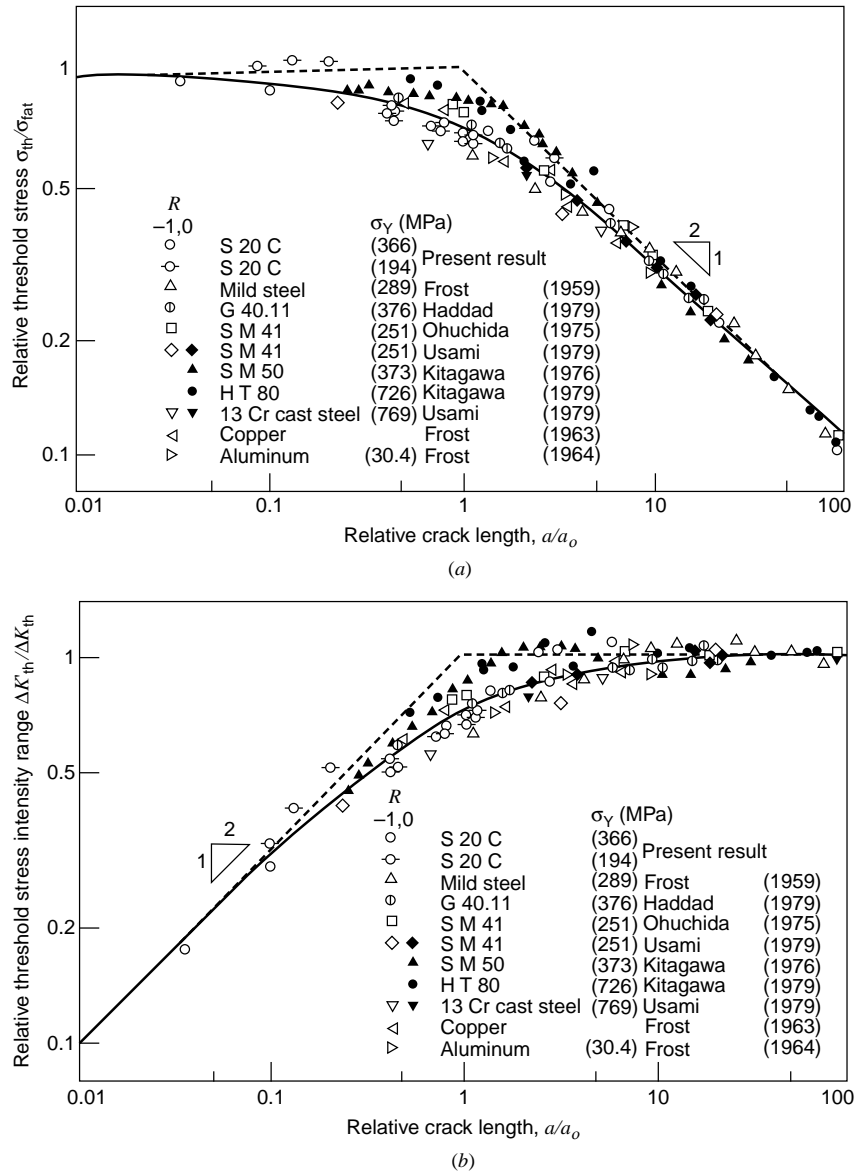 1
0.5
0.2
0.1
Relative threshold stress σth/σfat
R
–1,0
σY (MPa)
S 20 C (366)
S 20 C (194) Present result
Mild steel (289) Frost (1959)
G 40.11 (376) Haddad (1979)
S M 41 (251) Ohuchida (1975)
S M 41 (251) Usami (1979)
S M 50 (373) Kitagawa (1976)
H T 80 (726) Kitagawa (1979)
13 Cr cast steel (769) Usami (1979)
Copper Frost (1963)
Aluminum (30.4) Frost (1964)
2
1
0.01 0.1 1 10 100
Relative crack length, a/ao
(a)
1
0.5
0.2
0.1
Relative threshold stress intensity range ΔK'th/ΔKth
2
1
R
–1,0
σY (MPa)
S 20 C (366)
S 20 C (194) Present result
Mild steel (289) Frost (1959)
G 40.11 (376) Haddad (1979)
S M 41 (251) Ohuchida (1975)
S M 41 (251) Usami (1979)
S M 50 (373) Kitagawa (1976)
H T 80 (726) Kitagawa (1979)
13 Cr cast steel (769) Usami (1979)
Copper Frost (1963)
Aluminum (30.4) Frost (1964)
0.01 0.1 1 10 100
Relative crack length, a/ao
(b)